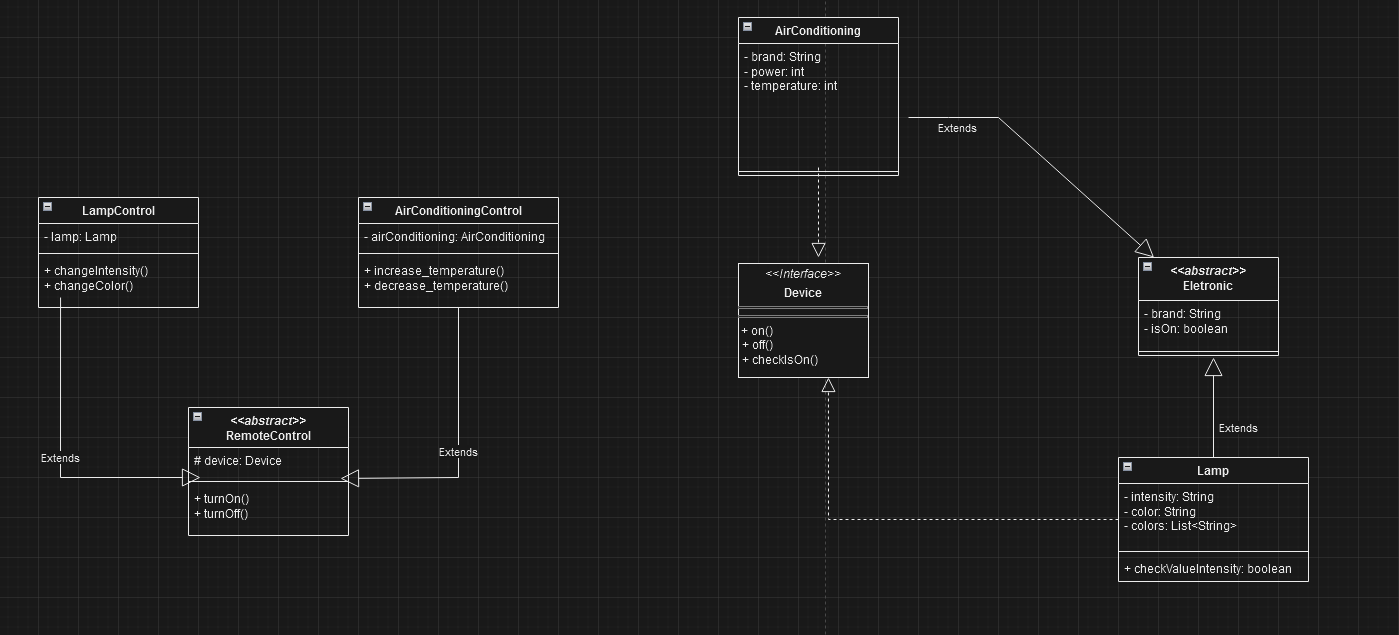 AirConditioning
- brand: String
- power: int
- temperature: int
Extends
LampControl
- lamp: Lamp
+ changeIntensity()
+ changeColor()
AirConditioningControl
- airConditioning: AirConditioning
+ increase_temperature()
+ decrease_temperature()
<<Interface>>
Device
+ on()
+ off()
+ checkIsOn()
<<abstract>>
Eletronic
- brand: String
- isOn: boolean
<<abstract>>
RemoteControl
# device: Device
+ turnOn()
+ turnOff()
Extends
Extends
Extends
Lamp
- intensity: String
- color: String
- colors: List<String>
+ checkValueIntensity: boolean